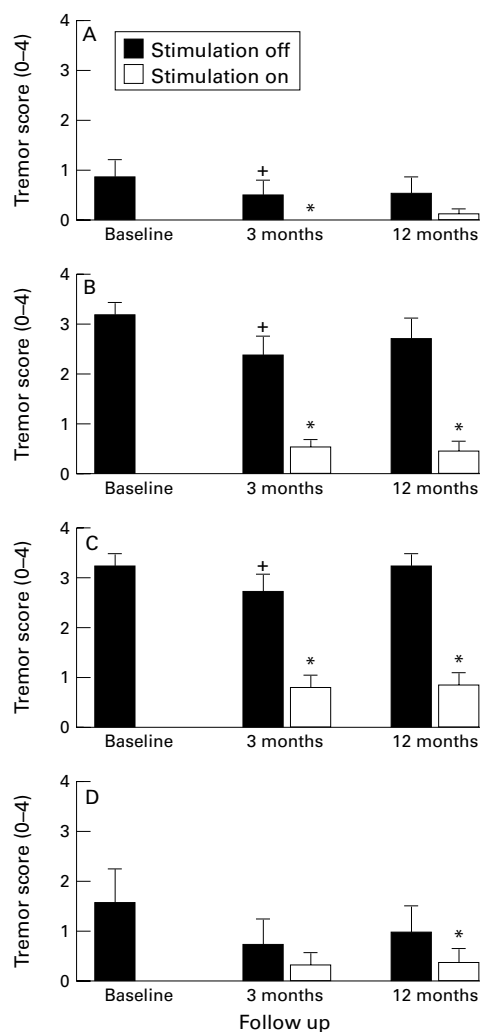 A
Stimulation off
Stimulation on
Tremor score (0–4)
4
3
2
1
0
+
*
Baseline 3 months 12 months
B
Tremor score (0–4)
4
3
2
1
0
+
*
*
Baseline 3 months 12 months
C
Tremor score (0–4)
4
3
2
1
0
+
*
*
Baseline 3 months 12 months
D
Tremor score (0–4)
4
3
2
1
0
*
Baseline 3 months 12 months
Follow up